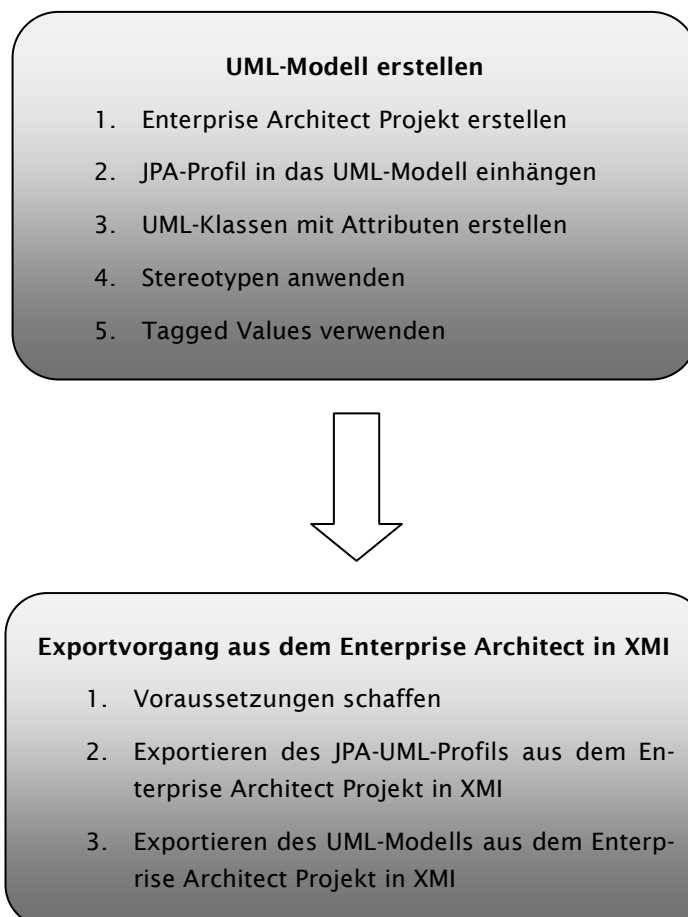 UML-Modell erstellen
1. Enterprise Architect Projekt erstellen
2. JPA-Profil in das UML-Modell einhängen
3. UML-Klassen mit Attributen erstellen
4. Stereotypen anwenden
5. Tagged Values verwenden
Exportvorgang aus dem Enterprise Architect in XMI
1. Voraussetzungen schaffen
2. Exportieren des JPA-UML-Profils aus dem En-
terprise Architect Projekt in XMI
3. Exportieren des UML-Modells aus dem Enterp-
rise Architect Projekt in XMI